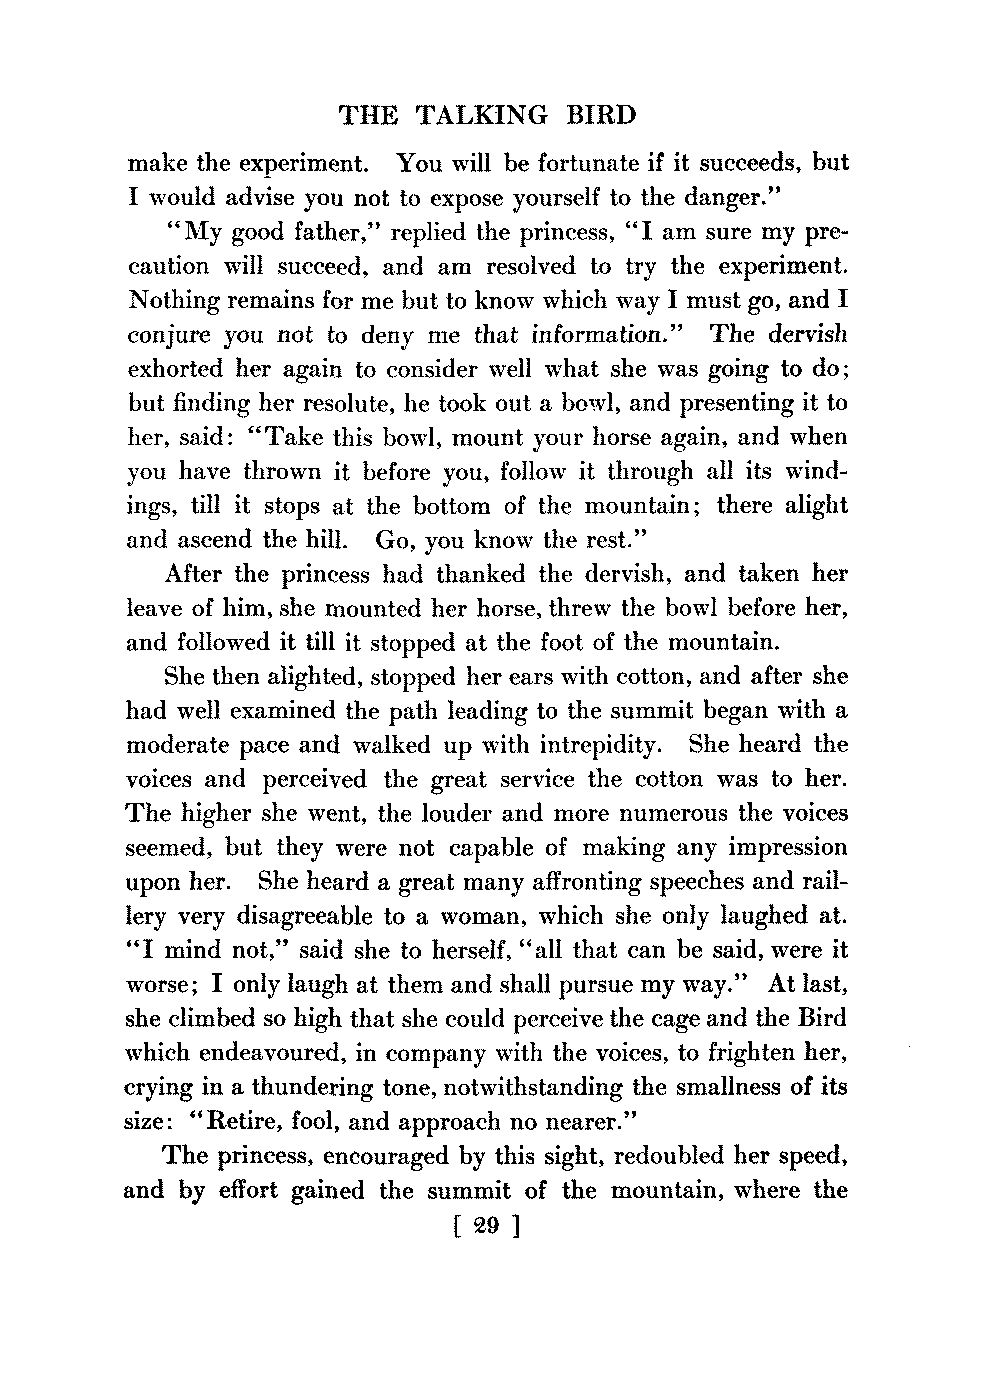 THE TALKING BIRD
make the experiment. You will be fortunate if it succeeds, but
I would advise you not to expose yourself to the danger.”
“My good father,” replied the princess, “I am sure my pre-
caution will succeed, and am resolved to try the experiment.
Nothing remains for me but to know which way I must go, and I
conjure you not to deny me that information.” The dervish
exhorted her again to consider well what she was going to do;
but finding her resolute, he took out a bowl, and presenting it to
her, said: “Take this bowl, mount your horse again, and when
you have thrown it before you, follow it through all its wind-
ings, till it stops at the bottom of the mountain; there alight
and ascend the hill. Go, you know the rest.”
After the princess had thanked the dervish, and taken her
leave of him, she mounted her horse, threw the bowl before her,
and followed it till it stopped at the foot of the mountain.
She then alighted, stopped her ears with cotton, and after she
had well examined the path leading to the summit began with a
moderate pace and walked up with intrepidity. She heard the
voices and perceived the great service the cotton was to her.
The higher she went, the louder and more numerous the voices
seemed, but they were not capable of making any impression
upon her. She heard a great many affronting speeches and rail-
lery very disagreeable to a woman, which she only laughed at.
“I mind not,” said she to herself, “all that can be said, were it
worse; I only laugh at them and shall pursue my way.” At last,
she climbed so high that she could perceive the cage and the Bird
which endeavoured, in company with the voices, to frighten her,
crying in a thundering tone, notwithstanding the smallness of its
size: “Retire, fool, and approach no nearer.”
The princess, encouraged by this sight, redoubled her speed,
and by effort gained the summit of the mountain, where the
[ 29 ]